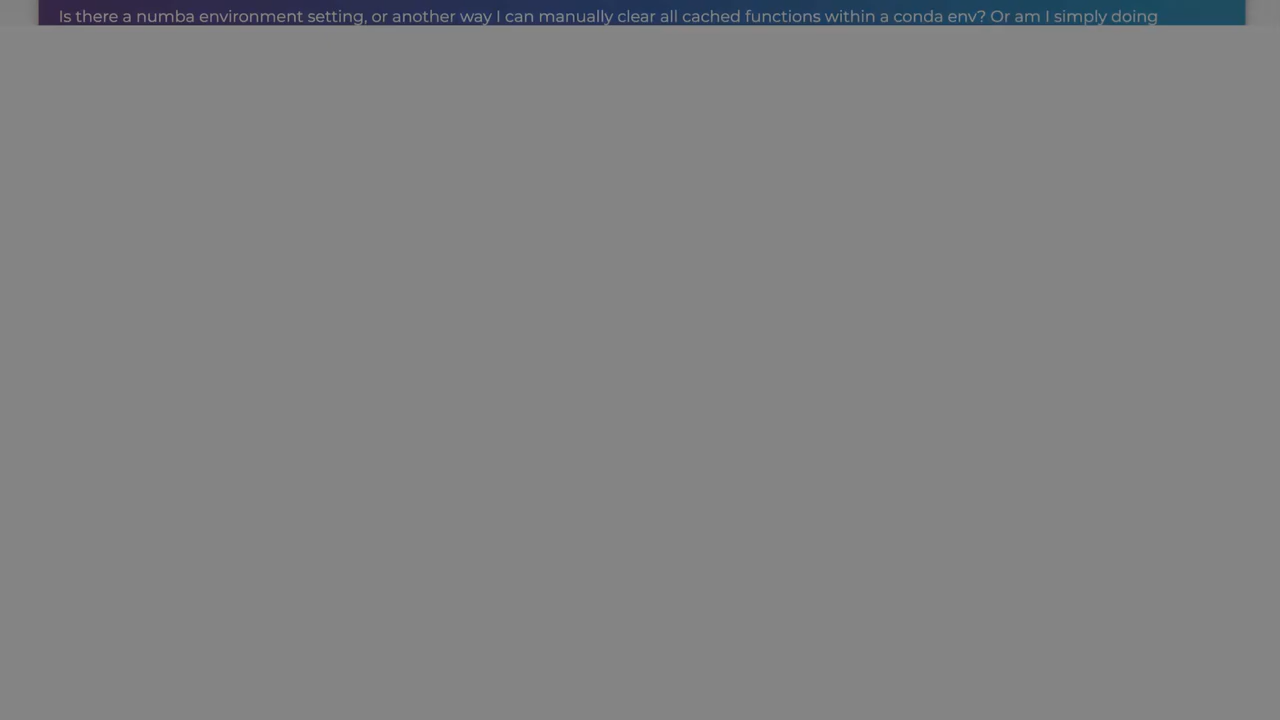 Is there a numba environment setting, or another way I can manually clear all cached functions within a conda env? Or am I simply doing